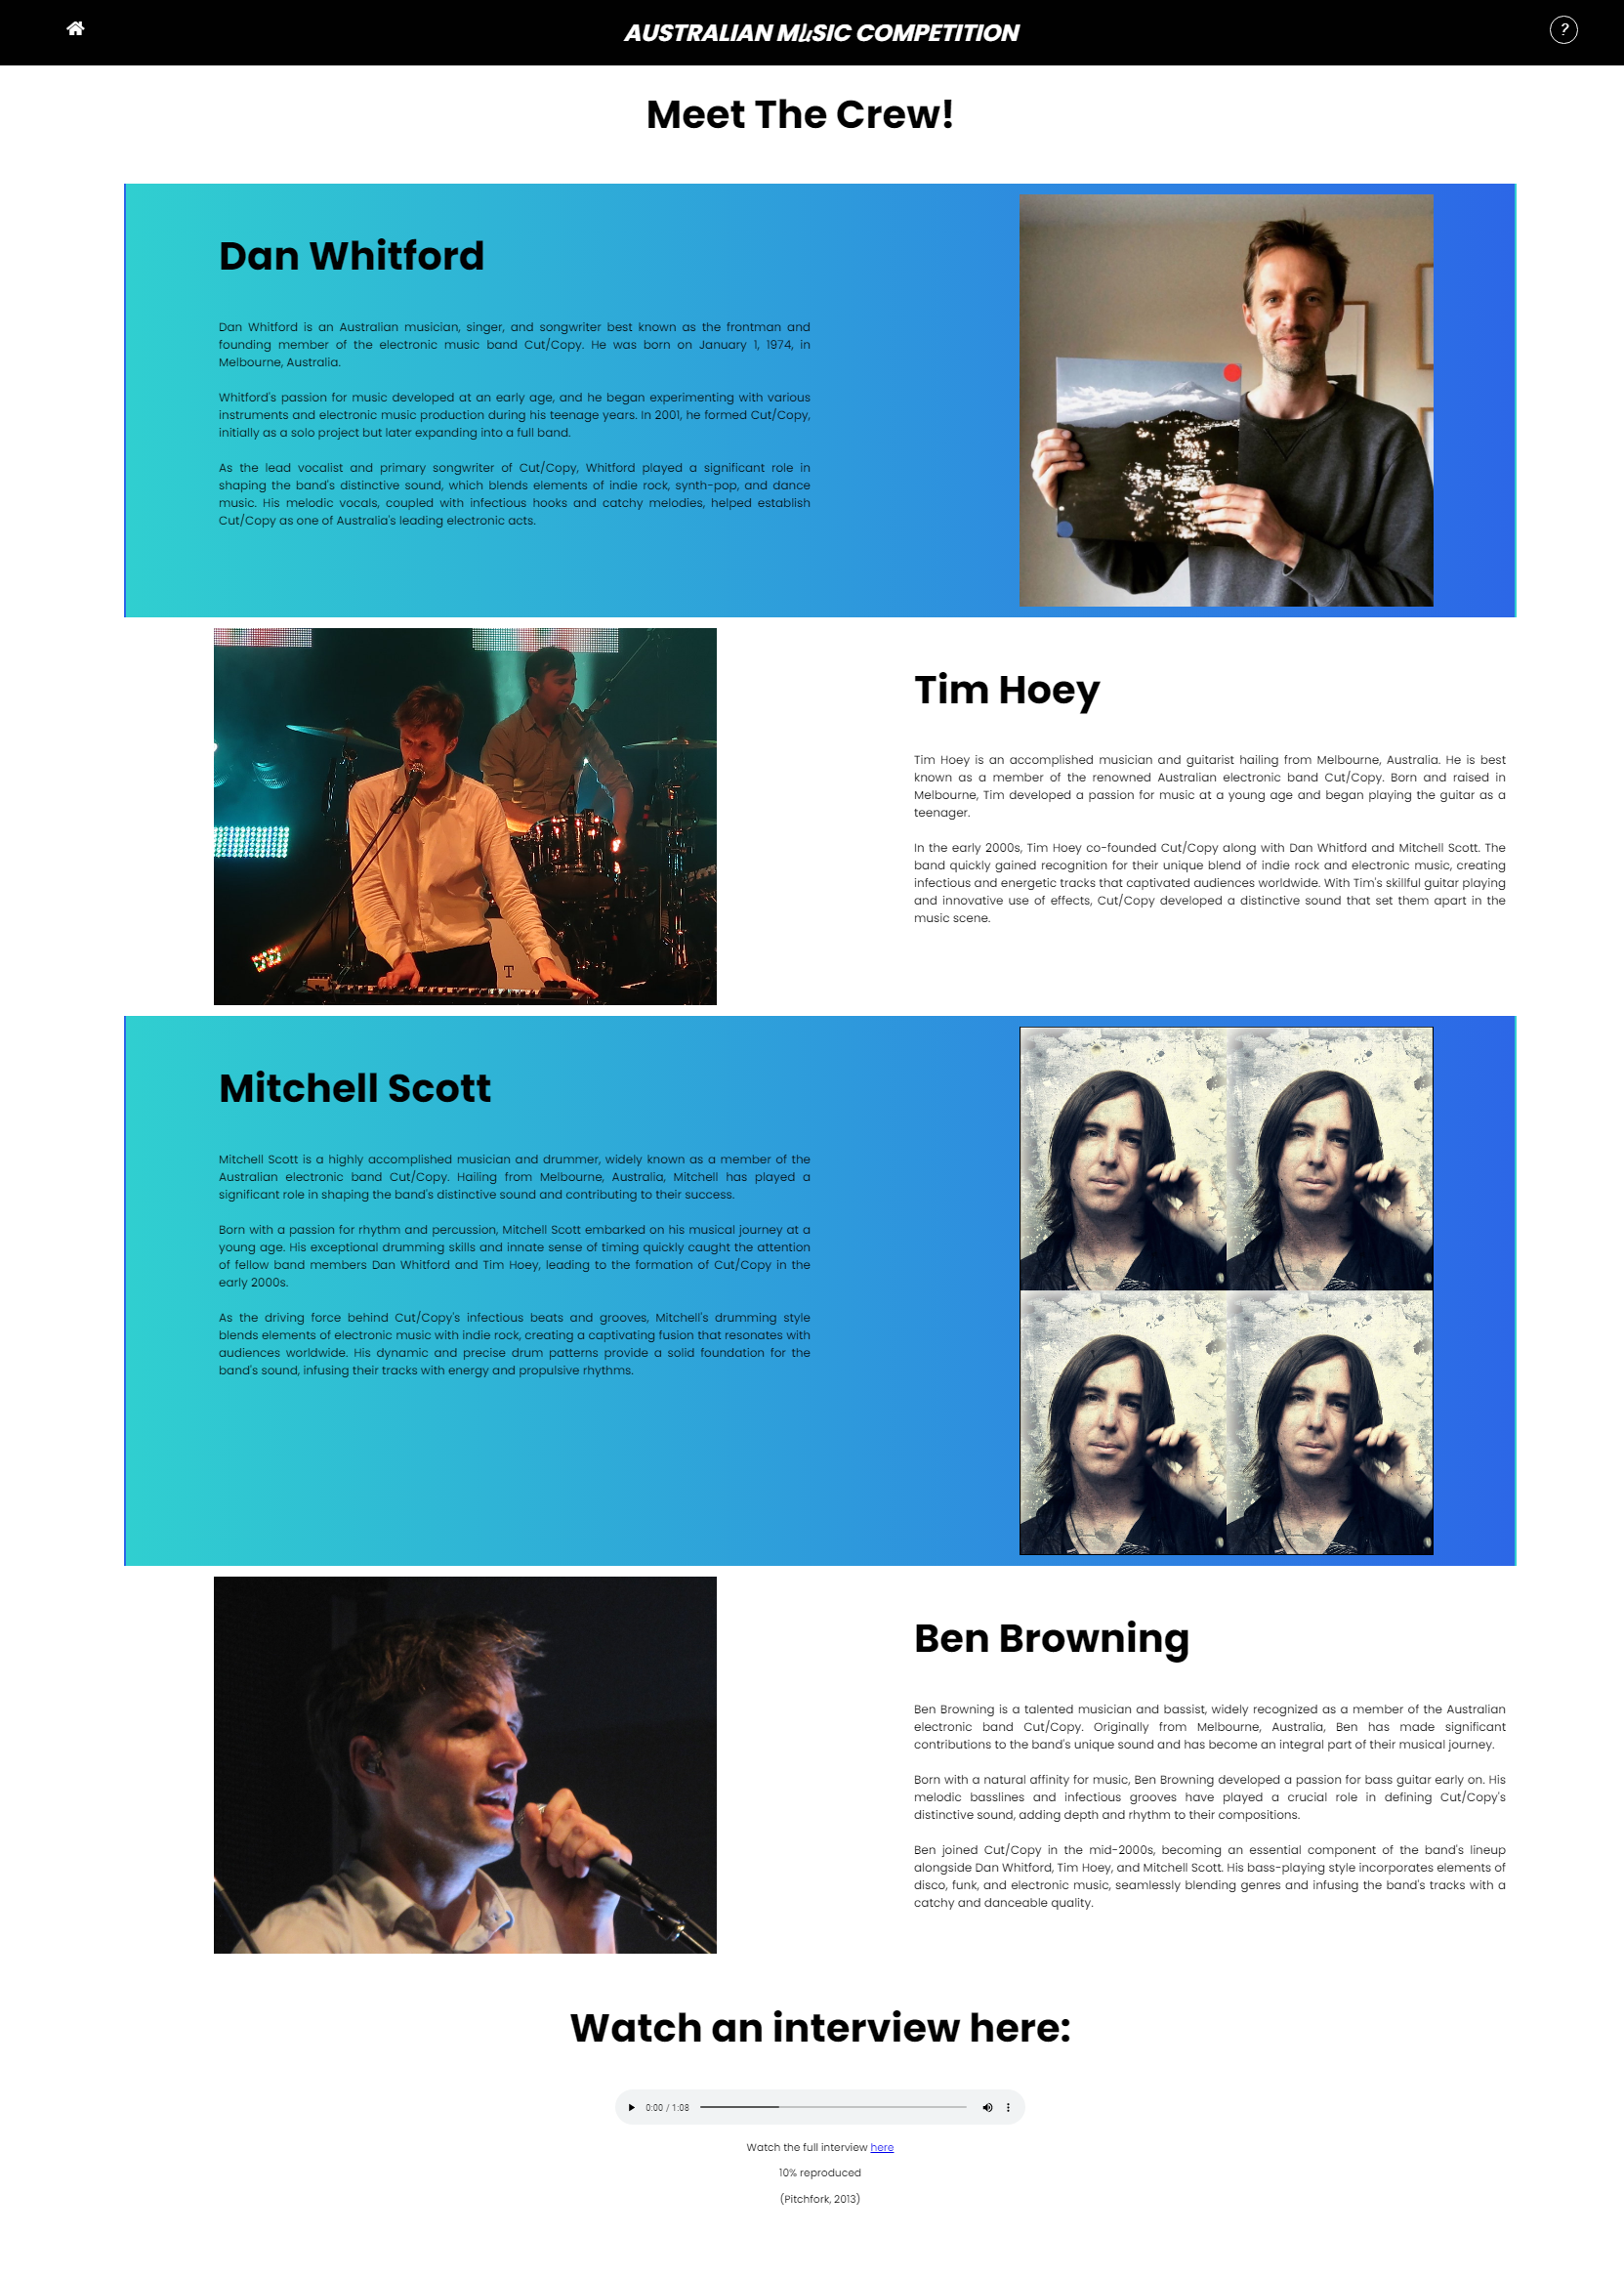 AUSTRALIAN MUSIC COMPETITION
?
Meet The Crew!
Dan Whitford
Dan Whitford is an Australian musician, singer, and songwriter best known as the frontman and
founding member of the electronic music band Cut/Copy. He was born on January 1, 1974, in
Melbourne, Australia.
Whitford's passion for music developed at an early age, and he began experimenting with various
instruments and electronic music production during his teenage years. In 2001, he formed Cut/Copy,
initially as a solo project but later expanding into a full band.
As the lead vocalist and primary songwriter of Cut/Copy, Whitford played a significant role in
shaping the band's distinctive sound, which blends elements of indie rock, synth-pop, and dance
music. His melodic vocals, coupled with infectious hooks and catchy melodies, helped establish
Cut/Copy as one of Australia's leading electronic acts.
Tim Hoey
Tim Hoey is an accomplished musician and guitarist hailing from Melbourne, Australia. He is best
known as a member of the renowned Australian electronic band Cut/Copy. Born and raised in
Melbourne, Tim developed a passion for music at a young age and began playing the guitar as a
teenager.
In the early 2000s, Tim Hoey co-founded Cut/Copy along with Dan Whitford and Mitchell Scott. The
band quickly gained recognition for their unique blend of indie rock and electronic music, creating
infectious and energetic tracks that captivated audiences worldwide. With Tim's skillful guitar playing
and innovative use of effects, Cut/Copy developed a distinctive sound that set them apart in the
music scene.
T
Mitchell Scott
Mitchell Scott is a highly accomplished musician and drummer, widely known as a member of the
Australian electronic band Cut/Copy. Hailing from Melbourne, Australia, Mitchell has played a
significant role in shaping the band's distinctive sound and contributing to their success.
Born with a passion for rhythm and percussion, Mitchell Scott embarked on his musical journey at a
young age. His exceptional drumming skills and innate sense of timing quickly caught the attention
of fellow band members Dan Whitford and Tim Hoey, leading to the formation of Cut/Copy in the
early 2000s.
As the driving force behind Cut/Copy's infectious beats and grooves, Mitchell's drumming style
blends elements of electronic music with indie rock, creating a captivating fusion that resonates with
audiences worldwide. His dynamic and precise drum patterns provide a solid foundation for the
band's sound, infusing their tracks with energy and propulsive rhythms.
Ben Browning
Ben Browning is a talented musician and bassist, widely recognized as a member of the Australian
electronic band Cut/Copy. Originally from Melbourne, Australia, Ben has made significant
contributions to the band's unique sound and has become an integral part of their musical journey.
Born with a natural affinity for music, Ben Browning developed a passion for bass guitar early on. His
melodic basslines and infectious grooves have played a crucial role in defining Cut/Copy's
distinctive sound, adding depth and rhythm to their compositions.
Ben joined Cut/Copy in the mid-2000s, becoming an essential component of the band's lineup
alongside Dan Whitford, Tim Hoey, and Mitchell Scott. His bass-playing style incorporates elements of
disco, funk, and electronic music, seamlessly blending genres and infusing the band's tracks with a
catchy and danceable quality.
Watch an interview here:
0:00 / 1:08
Watch the full interview here
10% reproduced
(Pitchfork, 2013)